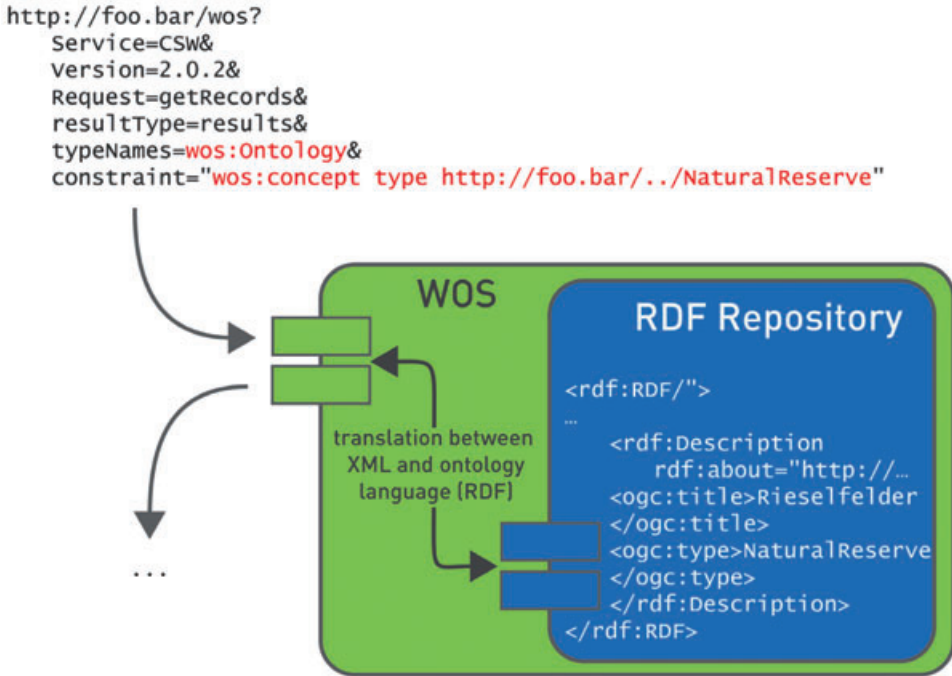 http://foo.bar/wos?
Service=CSW&
Version=2.0.2&
Request=getRecords&
resultType=results&
typeNames=wos:Ontology&
constraint="wos:concept type http://foo.bar/../NaturalReserve"
WOS
RDF Repository
<rdf:RDF/">
…
<rdf:Description
rdf:about="http://…
<ogc:title>Rieselfelder
</ogc:title>
<ogc:type>NaturalReserve
</ogc:type>
</rdf:Description>
</rdf:RDF>
translation between
XML and ontology
language (RDF)
...